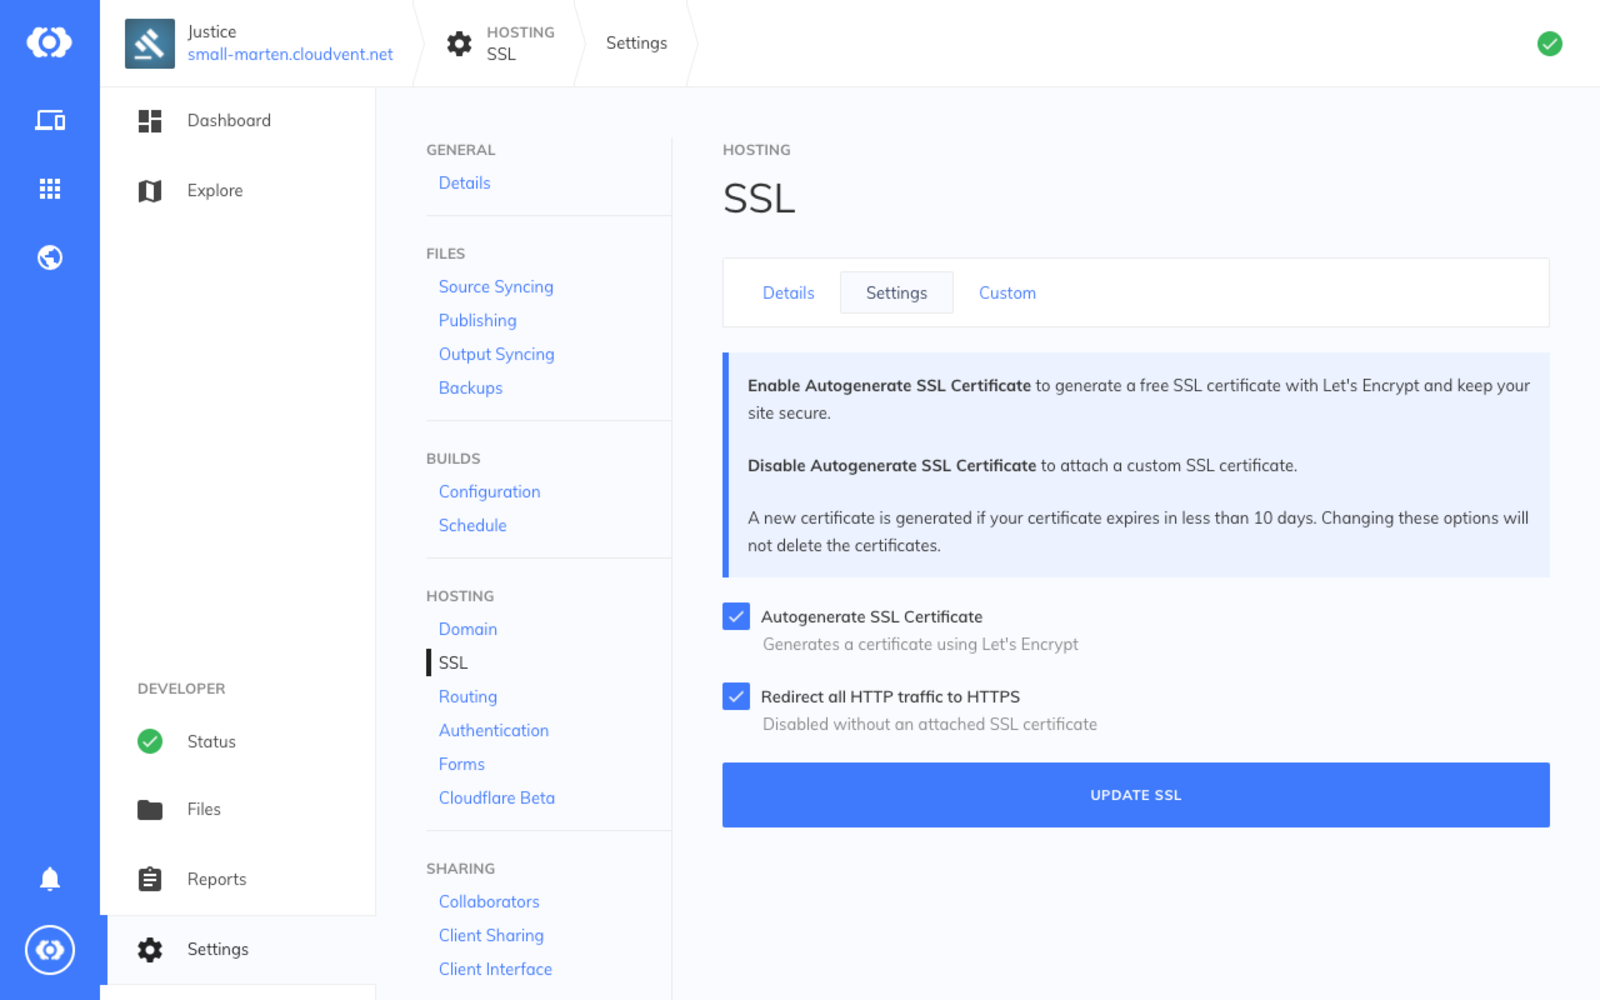 Justice
small-marten.cloudvent.net
HOSTING
SSL
Settings
Dashboard
Explore
DEVELOPER
Status
Files
Reports
Settings
GENERAL
Details
FILES
Source Syncing
Publishing
Output Syncing
Backups
BUILDS
Configuration
Schedule
HOSTING
Domain
SSL
Routing
Authentication
Forms
Cloudflare Beta
SHARING
Collaborators
Client Sharing
Client Interface
HOSTING
SSL
Details
Settings
Custom
Enable Autogenerate SSL Certificate to generate a free SSL certificate with Let's Encrypt and keep your
site secure.
Disable Autogenerate SSL Certificate to attach a custom SSL certificate.
A new certificate is generated if your certificate expires in less than 10 days. Changing these options will
not delete the certificates.
Autogenerate SSL Certificate
Generates a certificate using Let's Encrypt
Redirect all HTTP traffic to HTTPS
Disabled without an attached SSL certificate
UPDATE SSL